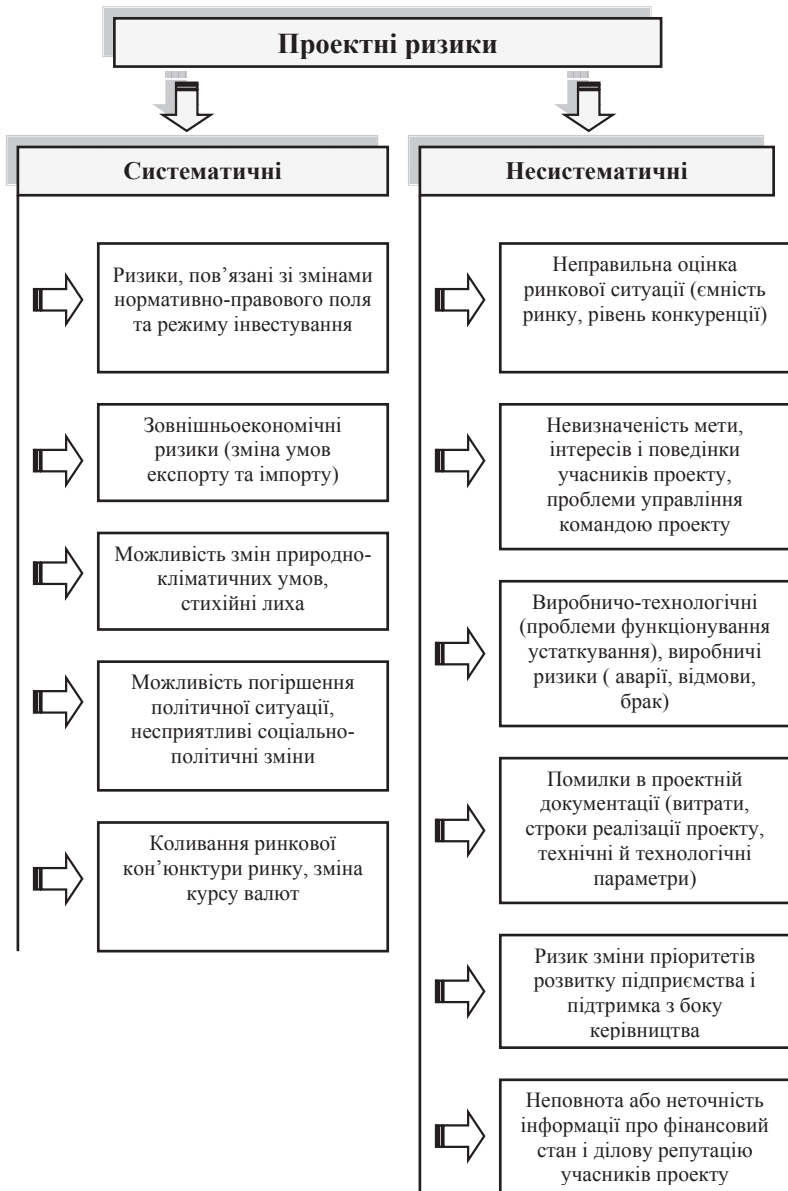 Проектні ризики
Систематичні
Ризики, пов’язані зі змінами
нормативно-правового поля
та режиму інвестування
Зовнішньоекономічні
ризики (зміна умов
експорту та імпорту)
Можливість змін природно-
кліматичних умов,
стихійні лиха
Можливість погіршення
політичної ситуації,
несприятливі соціально-
політичні зміни
Коливання ринкової
кон’юнктури ринку, зміна
курсу валют
Несистематичні
Неправильна оцінка
ринкової ситуації (ємність
ринку, рівень конкуренції)
Невизначеність мети,
інтересів і поведінки
учасників проекту,
проблеми управління
командою проекту
Виробничо-технологічні
(проблеми функціонування
устаткування), виробничі
ризики ( аварії, відмови,
брак)
Помилки в проектній
документації (витрати,
строки реалізації проекту,
технічні й технологічні
параметри)
Ризик зміни пріоритетів
розвитку підприємства і
підтримка з боку
керівництва
Неповнота або неточність
інформації про фінансовий
стан і ділову репутацію
учасників проекту